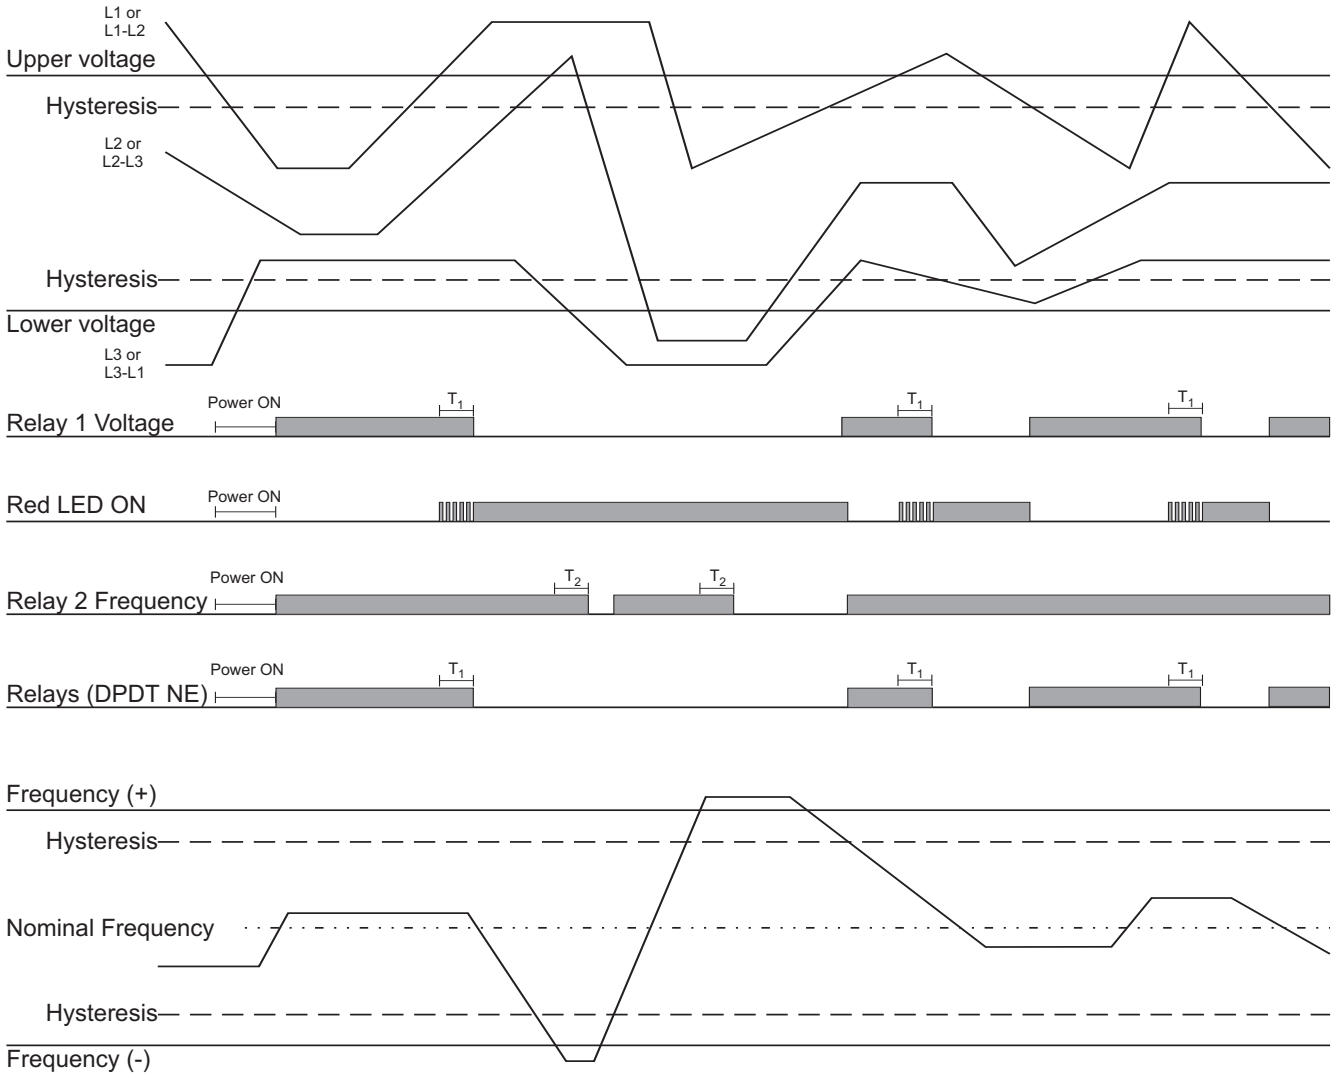 L1 or
L1-L2
Upper voltage
Hysteresis
L2 or
L2-L3
Hysteresis
Lower voltage
L3 or
L3-L1
Power ON
T1
T1
T1
Relay 1 Voltage
Power ON
Red LED ON
Power ON
T2
T2
Relay 2 Frequency
Power ON
T1
T1
T1
Relays (DPDT NE)
Frequency (+)
Hysteresis
Nominal Frequency
Hysteresis
Frequency (-)